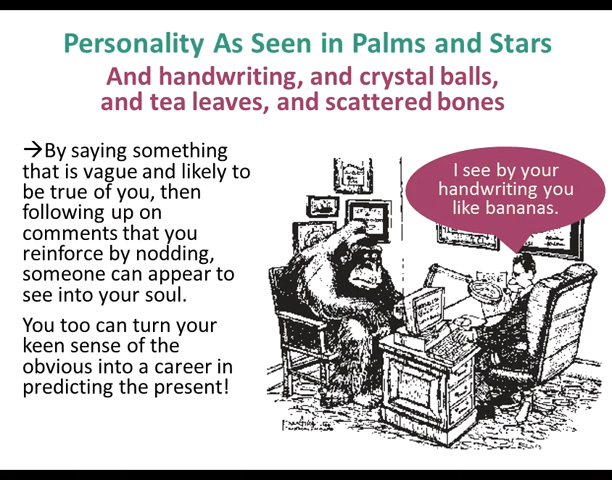 Personality As Seen in Palms and Stars
And handwriting, and crystal balls,
and tea leaves, and scattered bones
→By saying something
that is vague and likely to
be true of you, then
following up on
comments that you
reinforce by nodding,
someone can appear to
see into your soul.
You too can turn your
keen sense of the
obvious into a career in
predicting the present!
I see by your
handwriting you
like bananas.